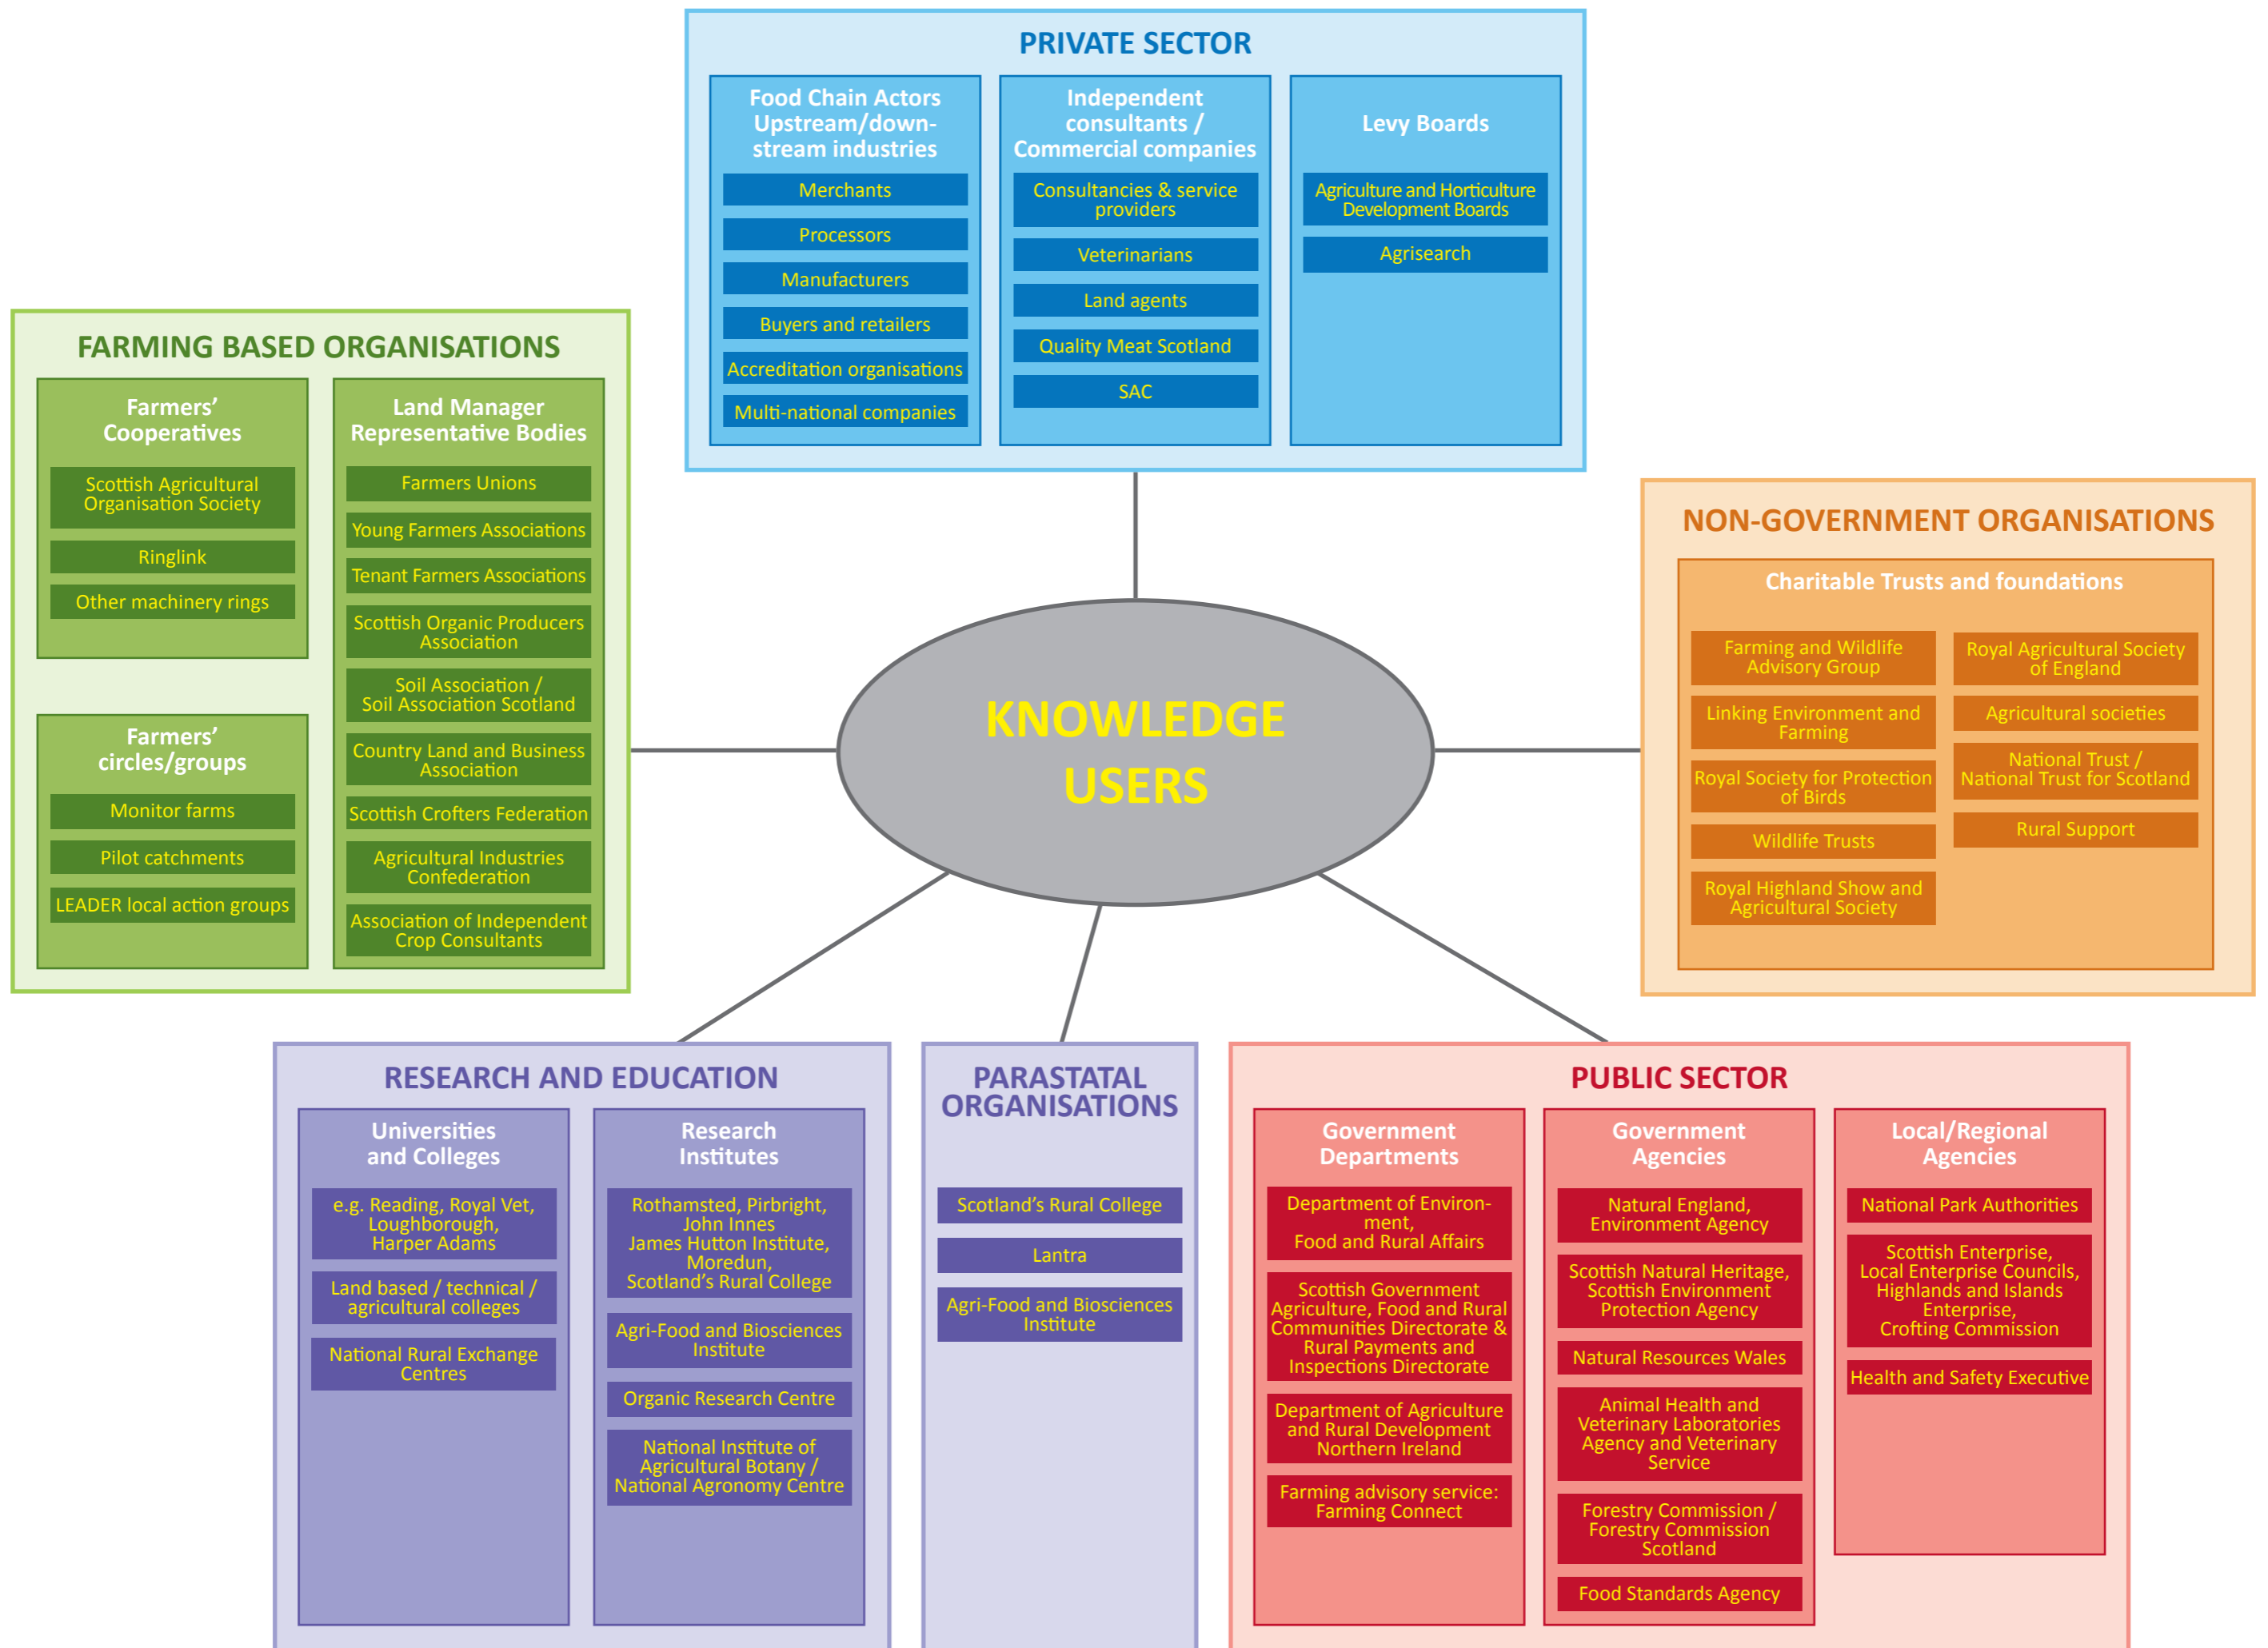 PRIVATE SECTOR
Food Chain Actors
Upstream/down-
stream industries
Merchants
Processors
Manufacturers
Buyers and retailers
Accreditation organisations
Multi-national companies
Independent
consultants /
Commercial companies
Consultancies & service
providers
Veterinarians
Land agents
Quality Meat Scotland
SAC
Levy Boards
Agriculture and Horticulture
Development Boards
Agrisearch
FARMING BASED ORGANISATIONS
Farmers’
Cooperatives
Scottish Agricultural
Organisation Society
Ringlink
Other machinery rings
Farmers’
circles/groups
Monitor farms
Pilot catchments
LEADER local action groups
Land Manager
Representative Bodies
Farmers Unions
Young Farmers Associations
Tenant Farmers Associations
Scottish Organic Producers
Association
Soil Association /
Soil Association Scotland
Country Land and Business
Association
Scottish Crofters Federation
Agricultural Industries
Confederation
Association of Independent
Crop Consultants
KNOWLEDGE
USERS
NON-GOVERNMENT ORGANISATIONS
Charitable Trusts and foundations
Farming and Wildlife
Advisory Group
Linking Environment and
Farming
Royal Society for Protection
of Birds
Wildlife Trusts
Royal Highland Show and
Agricultural Society
Royal Agricultural Society
of England
Agricultural societies
National Trust /
National Trust for Scotland
Rural Support
RESEARCH AND EDUCATION
Universities
and Colleges
e.g. Reading, Royal Vet,
Loughborough,
Harper Adams
Land based / technical /
agricultural colleges
National Rural Exchange
Centres
Research
Institutes
Rothamsted, Pirbright,
John Innes
James Hutton Institute,
Moredun,
Scotland’s Rural College
Agri-Food and Biosciences
Institute
Organic Research Centre
National Institute of
Agricultural Botany /
National Agronomy Centre
PARASTATAL
ORGANISATIONS
Scotland’s Rural College
Lantra
Agri-Food and Biosciences
Institute
PUBLIC SECTOR
Government
Departments
Department of Environ-
ment,
Food and Rural Affairs
Scottish Government
Agriculture, Food and Rural
Communities Directorate &
Rural Payments and
Inspections Directorate
Department of Agriculture
and Rural Development
Northern Ireland
Farming advisory service:
Farming Connect
Government
Agencies
Natural England,
Environment Agency
Scottish Natural Heritage,
Scottish Environment
Protection Agency
Natural Resources Wales
Animal Health and
Veterinary Laboratories
Agency and Veterinary
Service
Forestry Commission /
Forestry Commission
Scotland
Food Standards Agency
Local/Regional
Agencies
National Park Authorities
Scottish Enterprise,
Local Enterprise Councils,
Highlands and Islands
Enterprise,
Crofting Commission
Health and Safety Executive